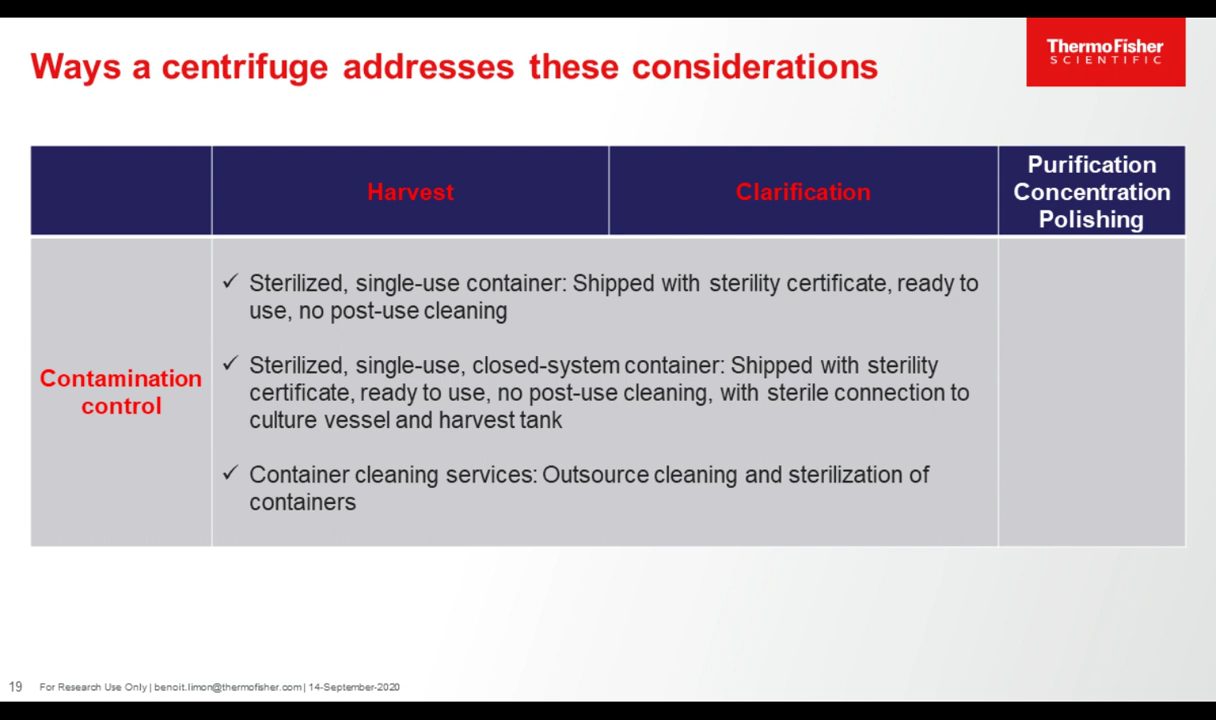 Ways a centrifuge addresses these considerations
ThermoFisher
SCIENTIFIC
Harvest
Clarification
Purification
Concentration
Polishing
Contamination
control
✓ Sterilized, single-use container: Shipped with sterility certificate, ready to
use, no post-use cleaning
✓ Sterilized, single-use, closed-system container: Shipped with sterility
certificate, ready to use, no post-use cleaning, with sterile connection to
culture vessel and harvest tank
✓ Container cleaning services: Outsource cleaning and sterilization of
containers
19 For Research Use Only | benoit.limon@thermofisher.com | 14-September-2020